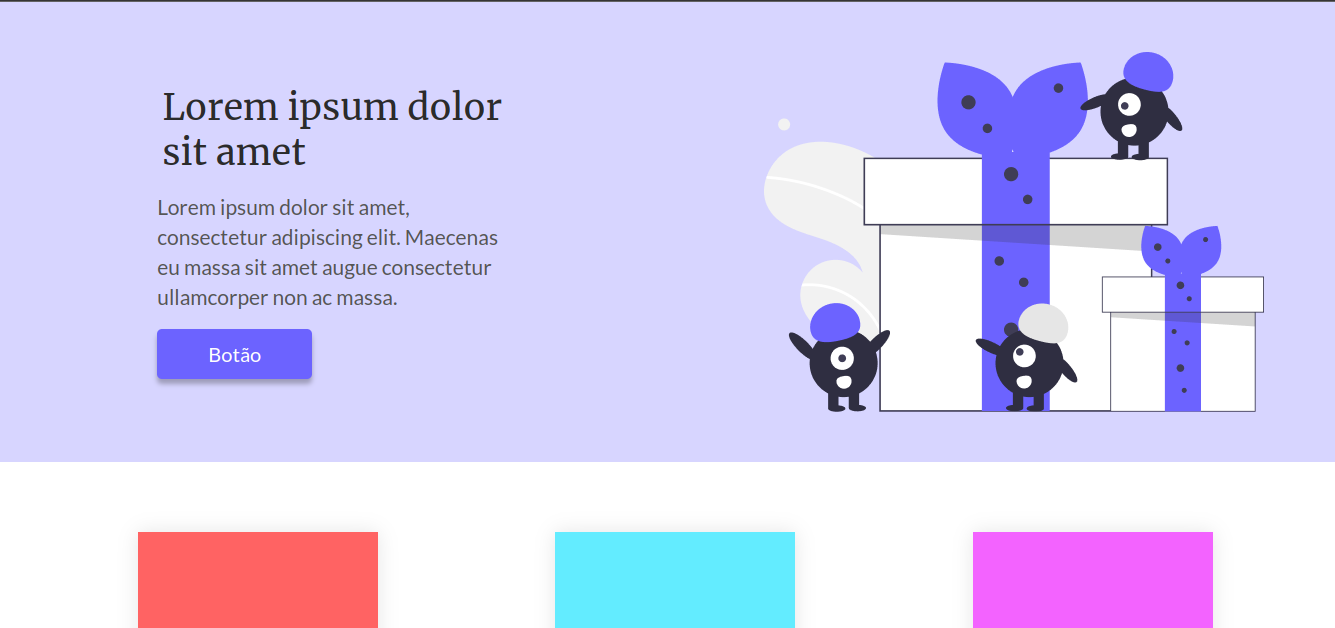 Lorem ipsum dolor
sit amet
Lorem ipsum dolor sit amet,
consectetur adipiscing elit. Maecenas
eu massa sit amet augue consectetur
ullamcorper non ac massa.
Botão